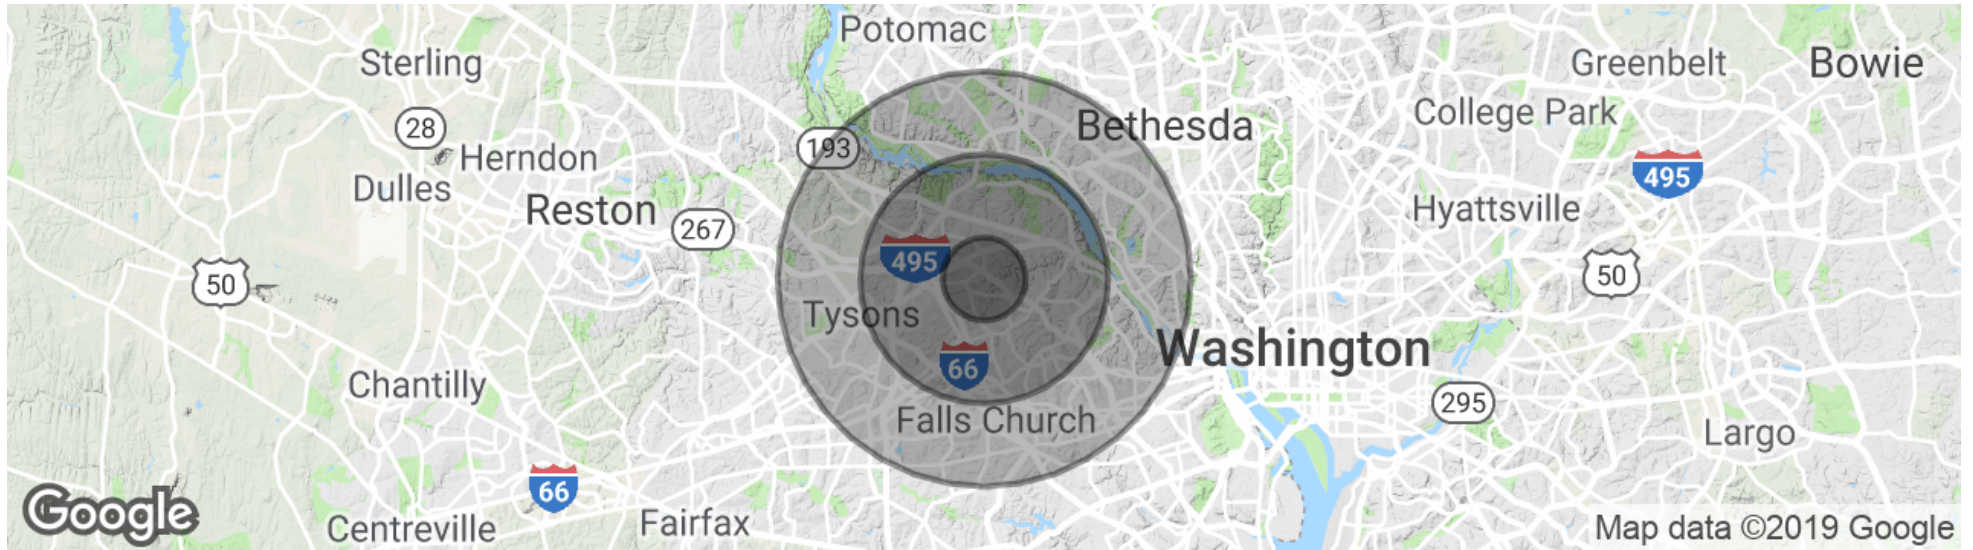 Potomac
Sterling
Greenbelt
Bowie
28
College Park
Bethesda
193
Herndon
495
Dulles
Reston
Hyattsville
267
495
50
50
Tysons
Washington
66
Chantilly
295
Falls Church
Largo
66
Google
Centreville
Fairfax
Map data ©2019 Google